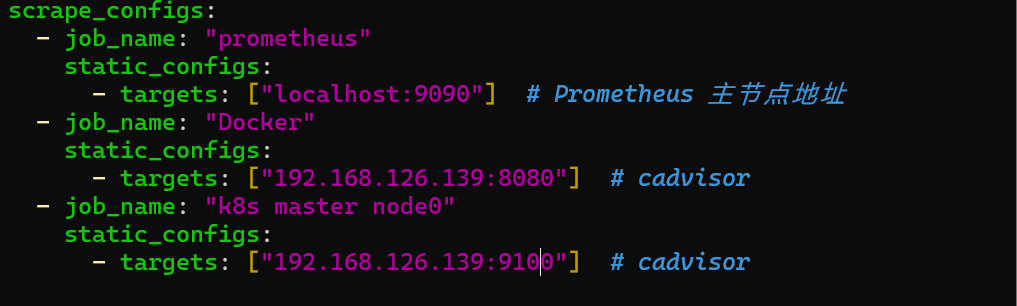 scrape_configs:
  - job_name: "prometheus"
    static_configs:
      - targets: ["localhost:9090"]  # Prometheus 主节点地址
  - job_name: "Docker"
    static_configs:
      - targets: ["192.168.126.139:8080"]  # cadvisor
  - job_name: "k8s master node0"
    static_configs:
      - targets: ["192.168.126.139:9100"]  # cadvisor